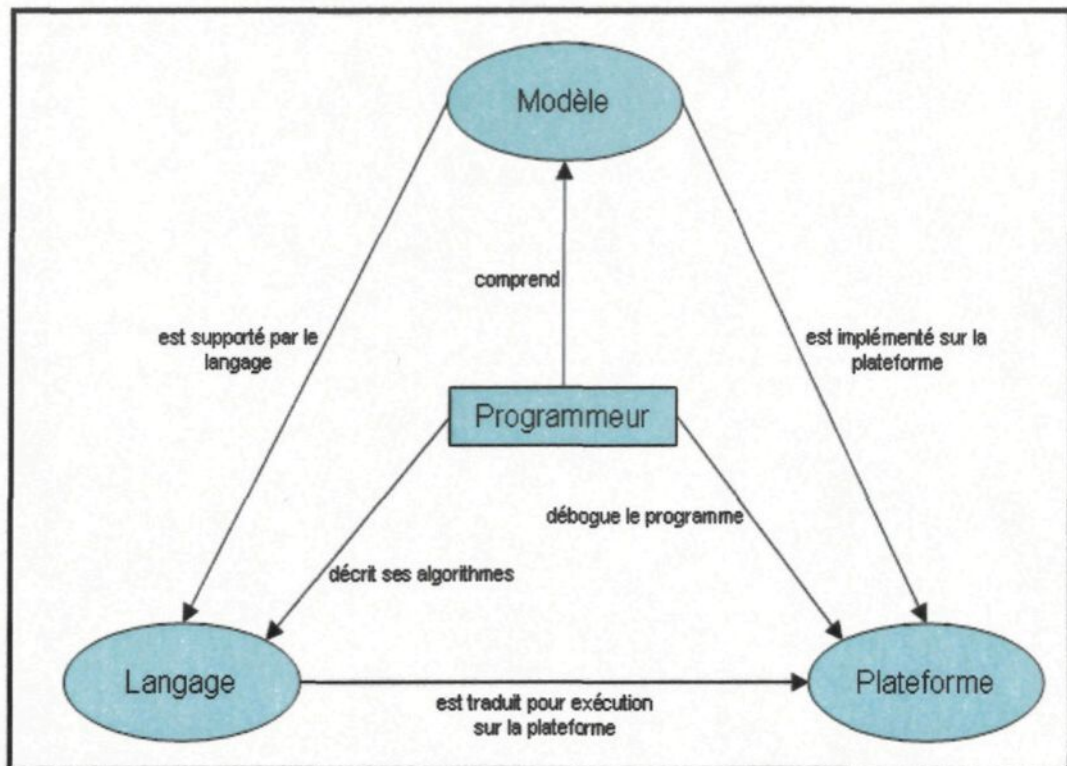 Modèle
comprend
est supporté par le
langage
est implémenté sur la
plateforme
Programmeur
débogue le programme
décrit ses algorithmes
Langage
Plateforme
est traduit pour exécution
sur la plateforme